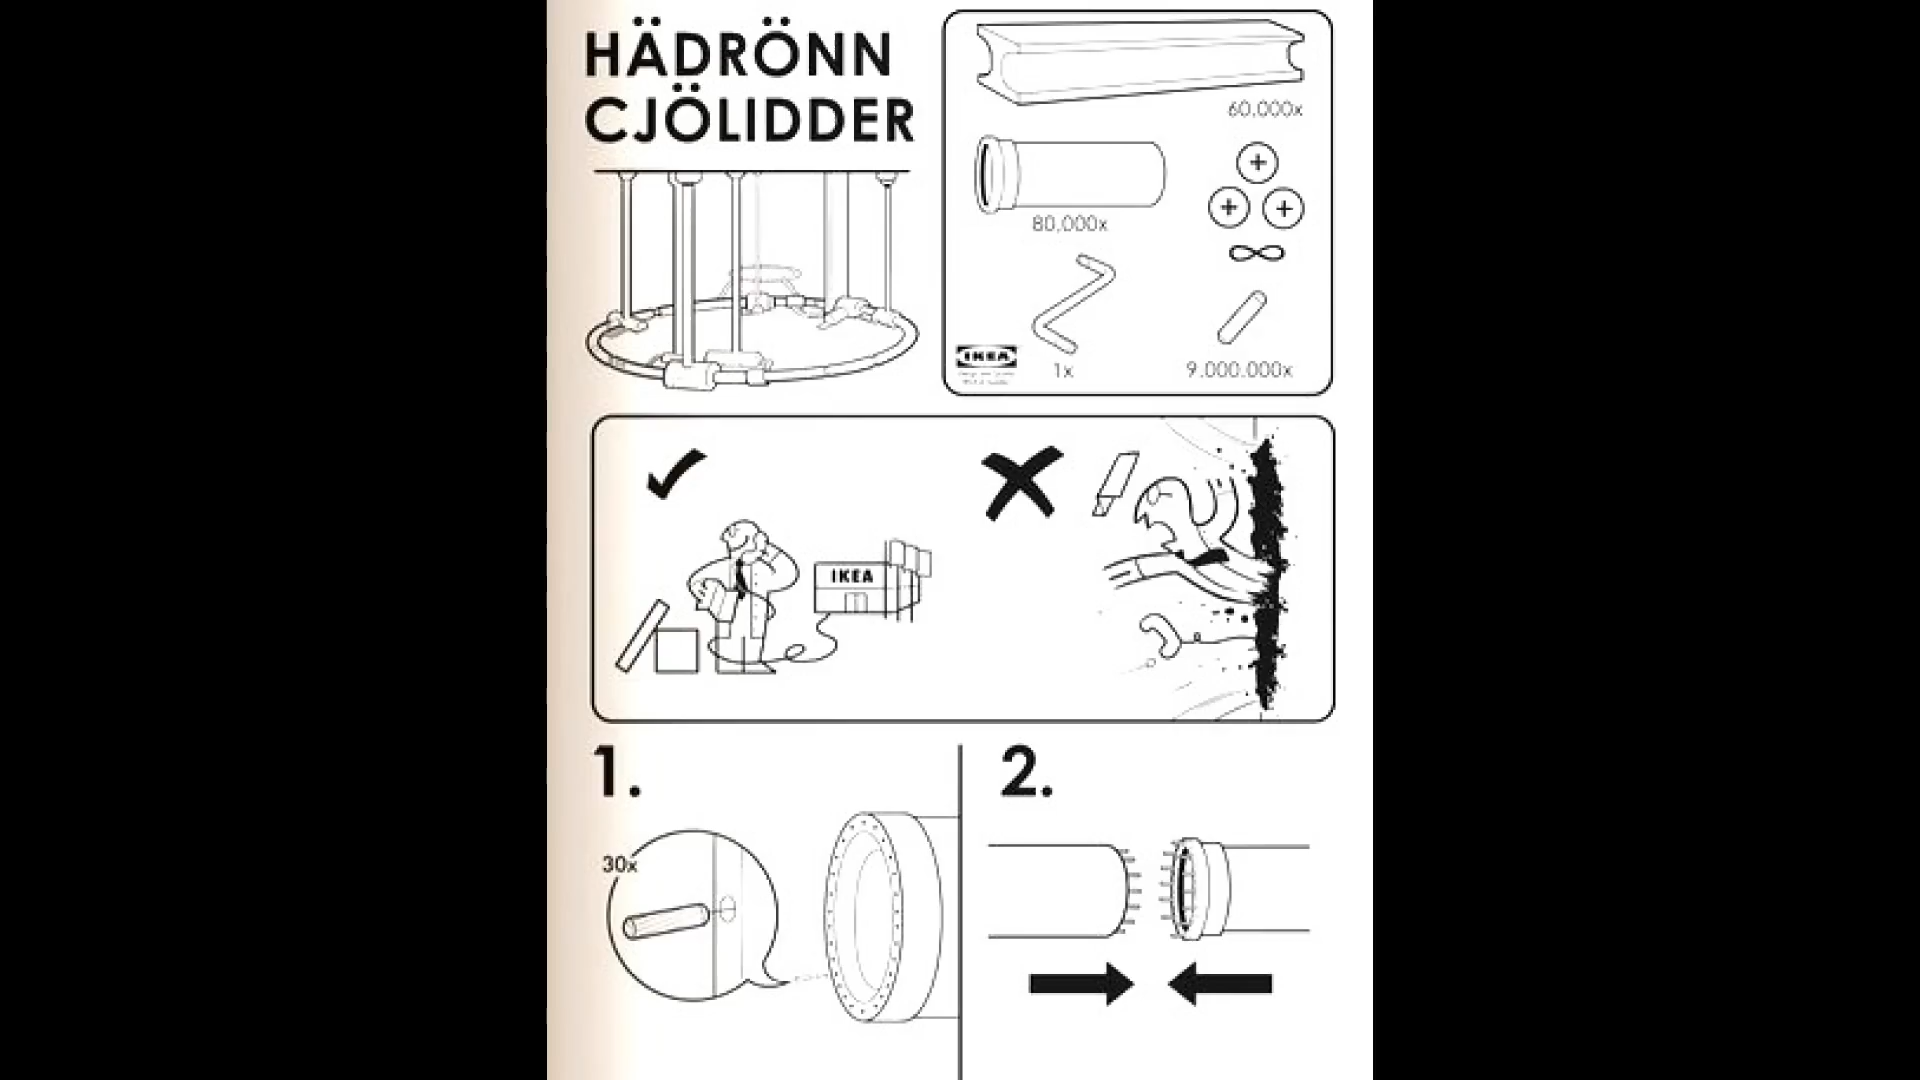 HÄDRÖNN
CJÖLIDDER
60.000x
80,000x
∞
IKEA
1x
9.000.000x
IKEA
1.
30x
2.